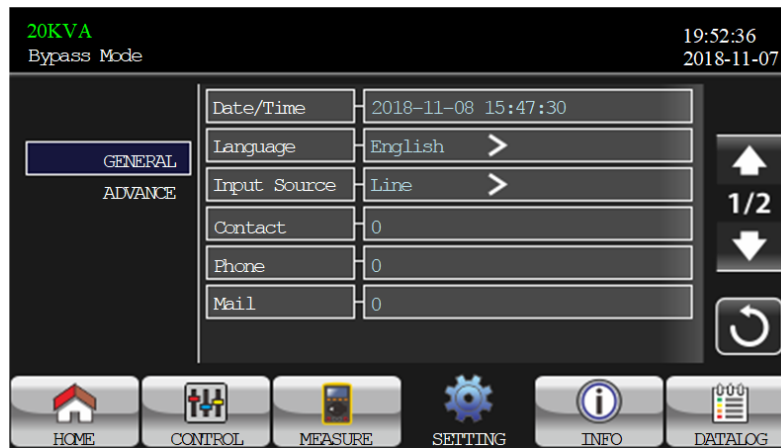 20KVA
Bypass Mode
19:52:36
2018-11-07
GENERAL
ADVANCE
Date/Time 2018-11-08 15:47:30
Language English >
Input Source Line >
Contact 0
Phone 0
Mail 0
1/2
HOME CONTROL MEASURE SETTING INFO DATALOG